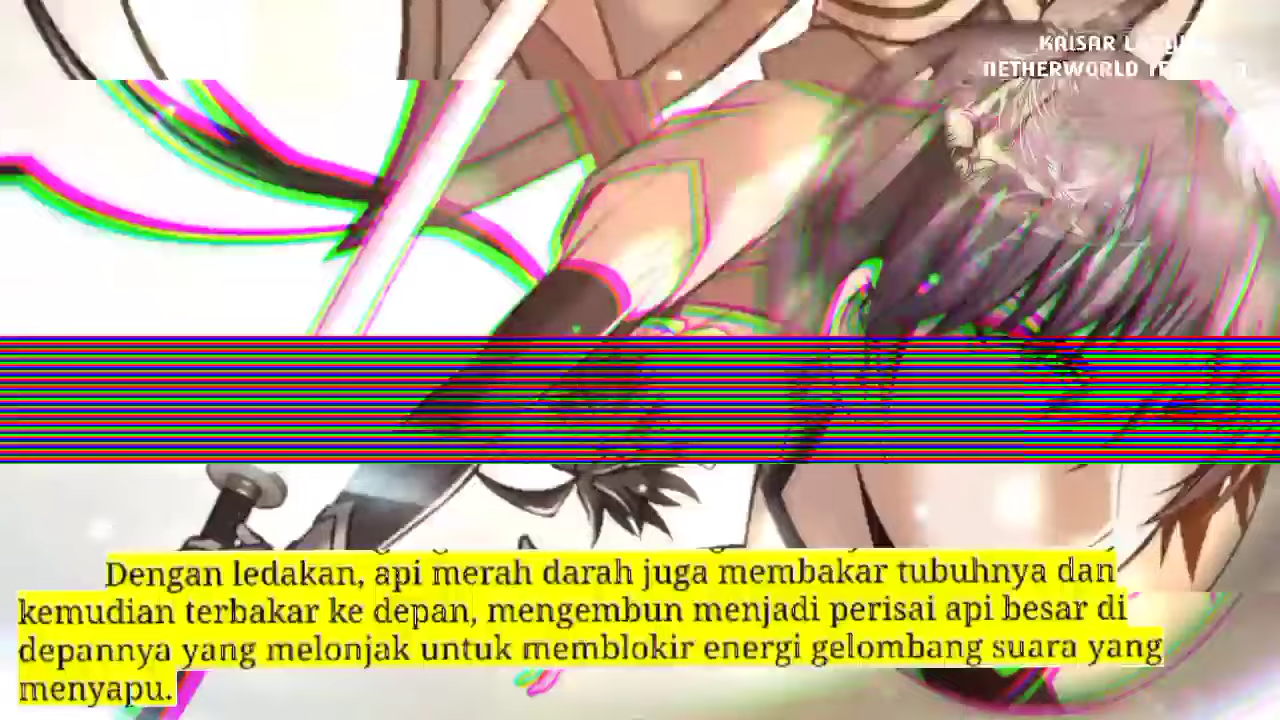 KAISAR
NETHERWORLD
Dengan ledakan, api merah darah juga membakar tubuhnya dan
kemudian terbakar ke depan, mengembun menjadi perisai api besar di
depannya yang melonjak untuk memblokir energi gelombang suara yang
menyapu.